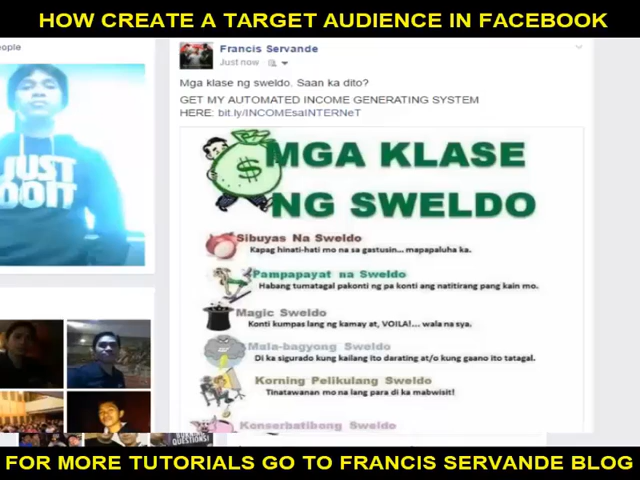 HOW CREATE A TARGET AUDIENCE IN FACEBOOK
eople
Francis Servande
Just now
Mga klase ng sweldo. Saan ka dito?
GET MY AUTOMATED INCOME GENERATING SYSTEM
HERE: bit.ly/INCOMEsaINTERNeT
JUST
DO IT
MGA KLASE
NG SWELDO
Sibuyas Na Sweldo
Kapag hinati-hati mo na sa gastusin... mapapaluha ka.
Pampapayat na Sweldo
Habang tumatagal pakonti ng pa konti ang natitirang pang kain mo.
Magic Sweldo
Konti kumpas lang ng kamay at, VOILA!... wala na sya.
Mala-bagyong Sweldo
Di ka sigurado kung kailang ito darating at/o kung gaano ito tatagal.
Korning Pelikulang Sweldo
Tinatawanan mo na lang para di ka mabwisit!
Konserbatibong Sweldo
QUESTIONS!
FOR MORE TUTORIALS GO TO FRANCIS SERVANDE BLOG